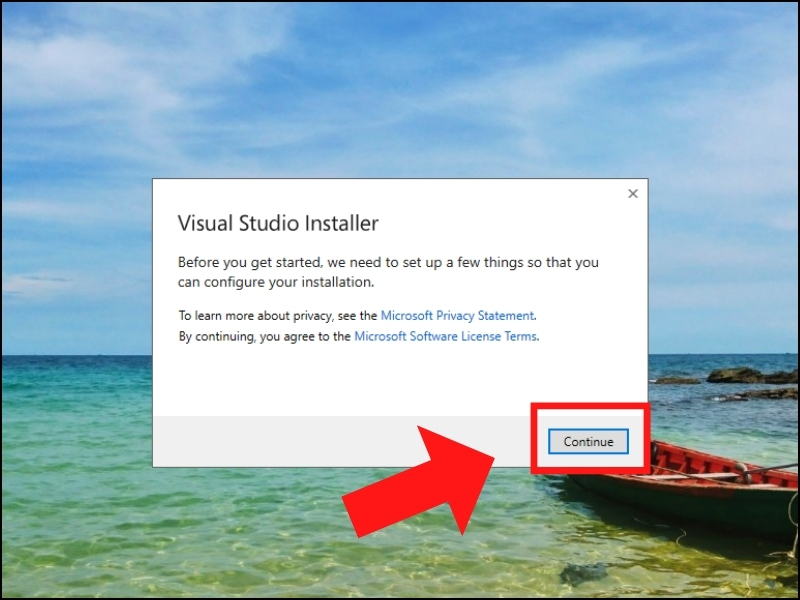 Visual Studio Installer
Before you get started, we need to set up a few things so that you
can configure your installation.
To learn more about privacy, see the Microsoft Privacy Statement.
By continuing, you agree to the Microsoft Software License Terms.
Continue